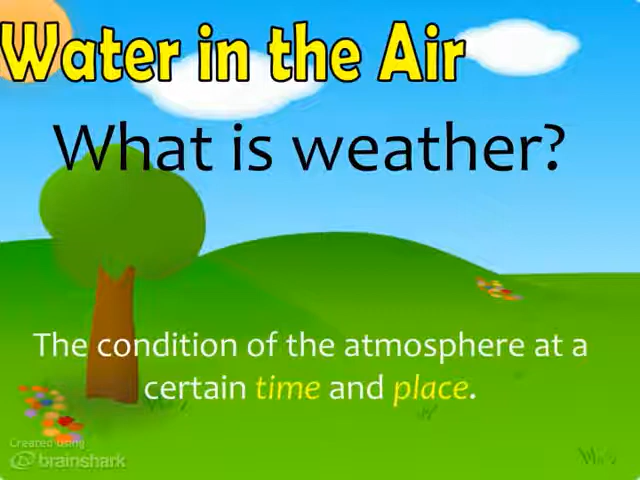 Water in the Air
What is weather?
The condition of the atmosphere at a
certain time and place.
Created using
brainshark